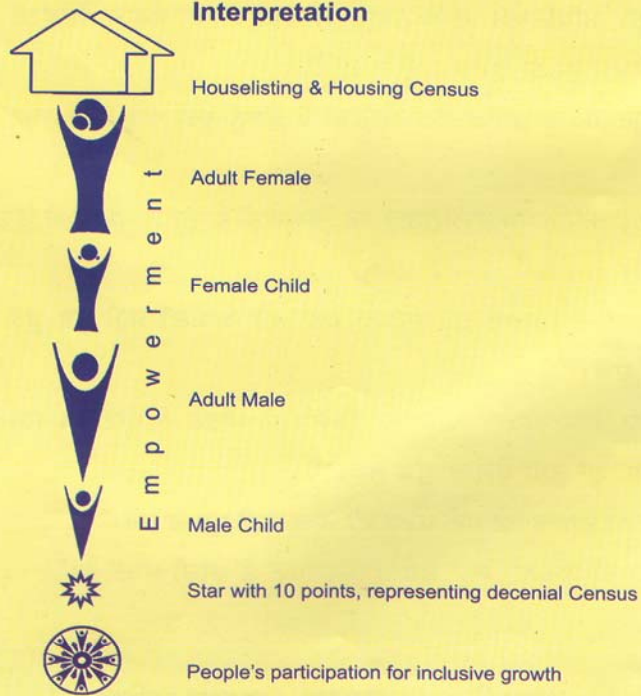 Interpretation
Houselisting & Housing Census
Adult Female
Female Child
Empowerment
Adult Male
Male Child
Star with 10 points, representing decenial Census
People's participation for inclusive growth